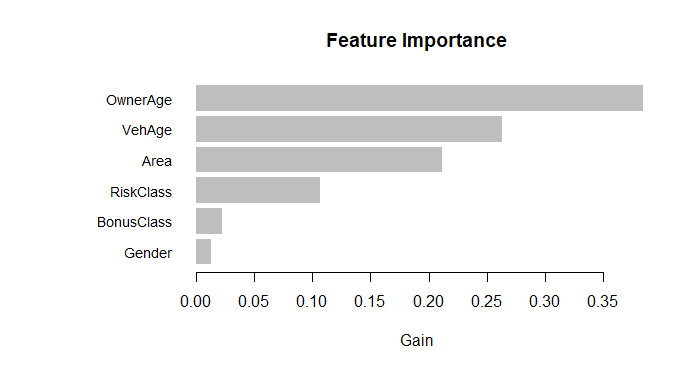 Feature Importance
OwnerAge
VehAge
Area
RiskClass
BonusClass
Gender
0.00 0.05 0.10 0.15 0.20 0.25 0.30 0.35
Gain